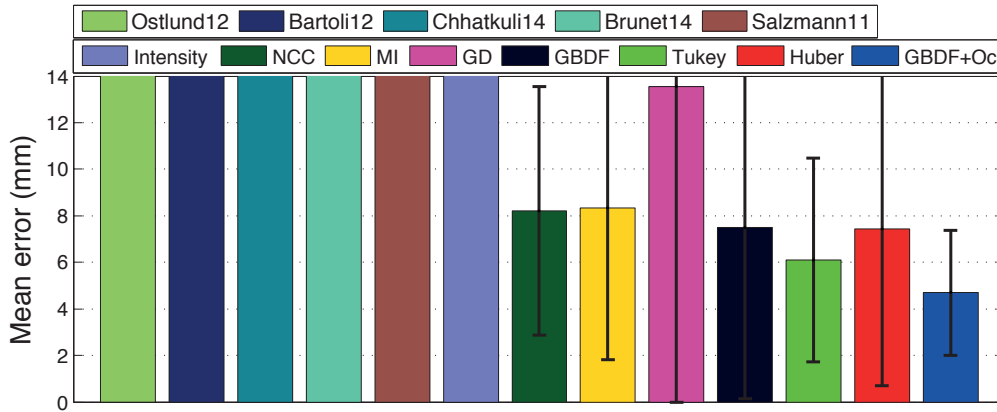 Ostlund12 Bartoli12 Chhatkuli14 Brunet14 Salzmann11
Intensity NCC MI GD GBDF Tukey Huber GBDF+Oc
Mean error (mm)
14
12
10
8
6
4
2
0